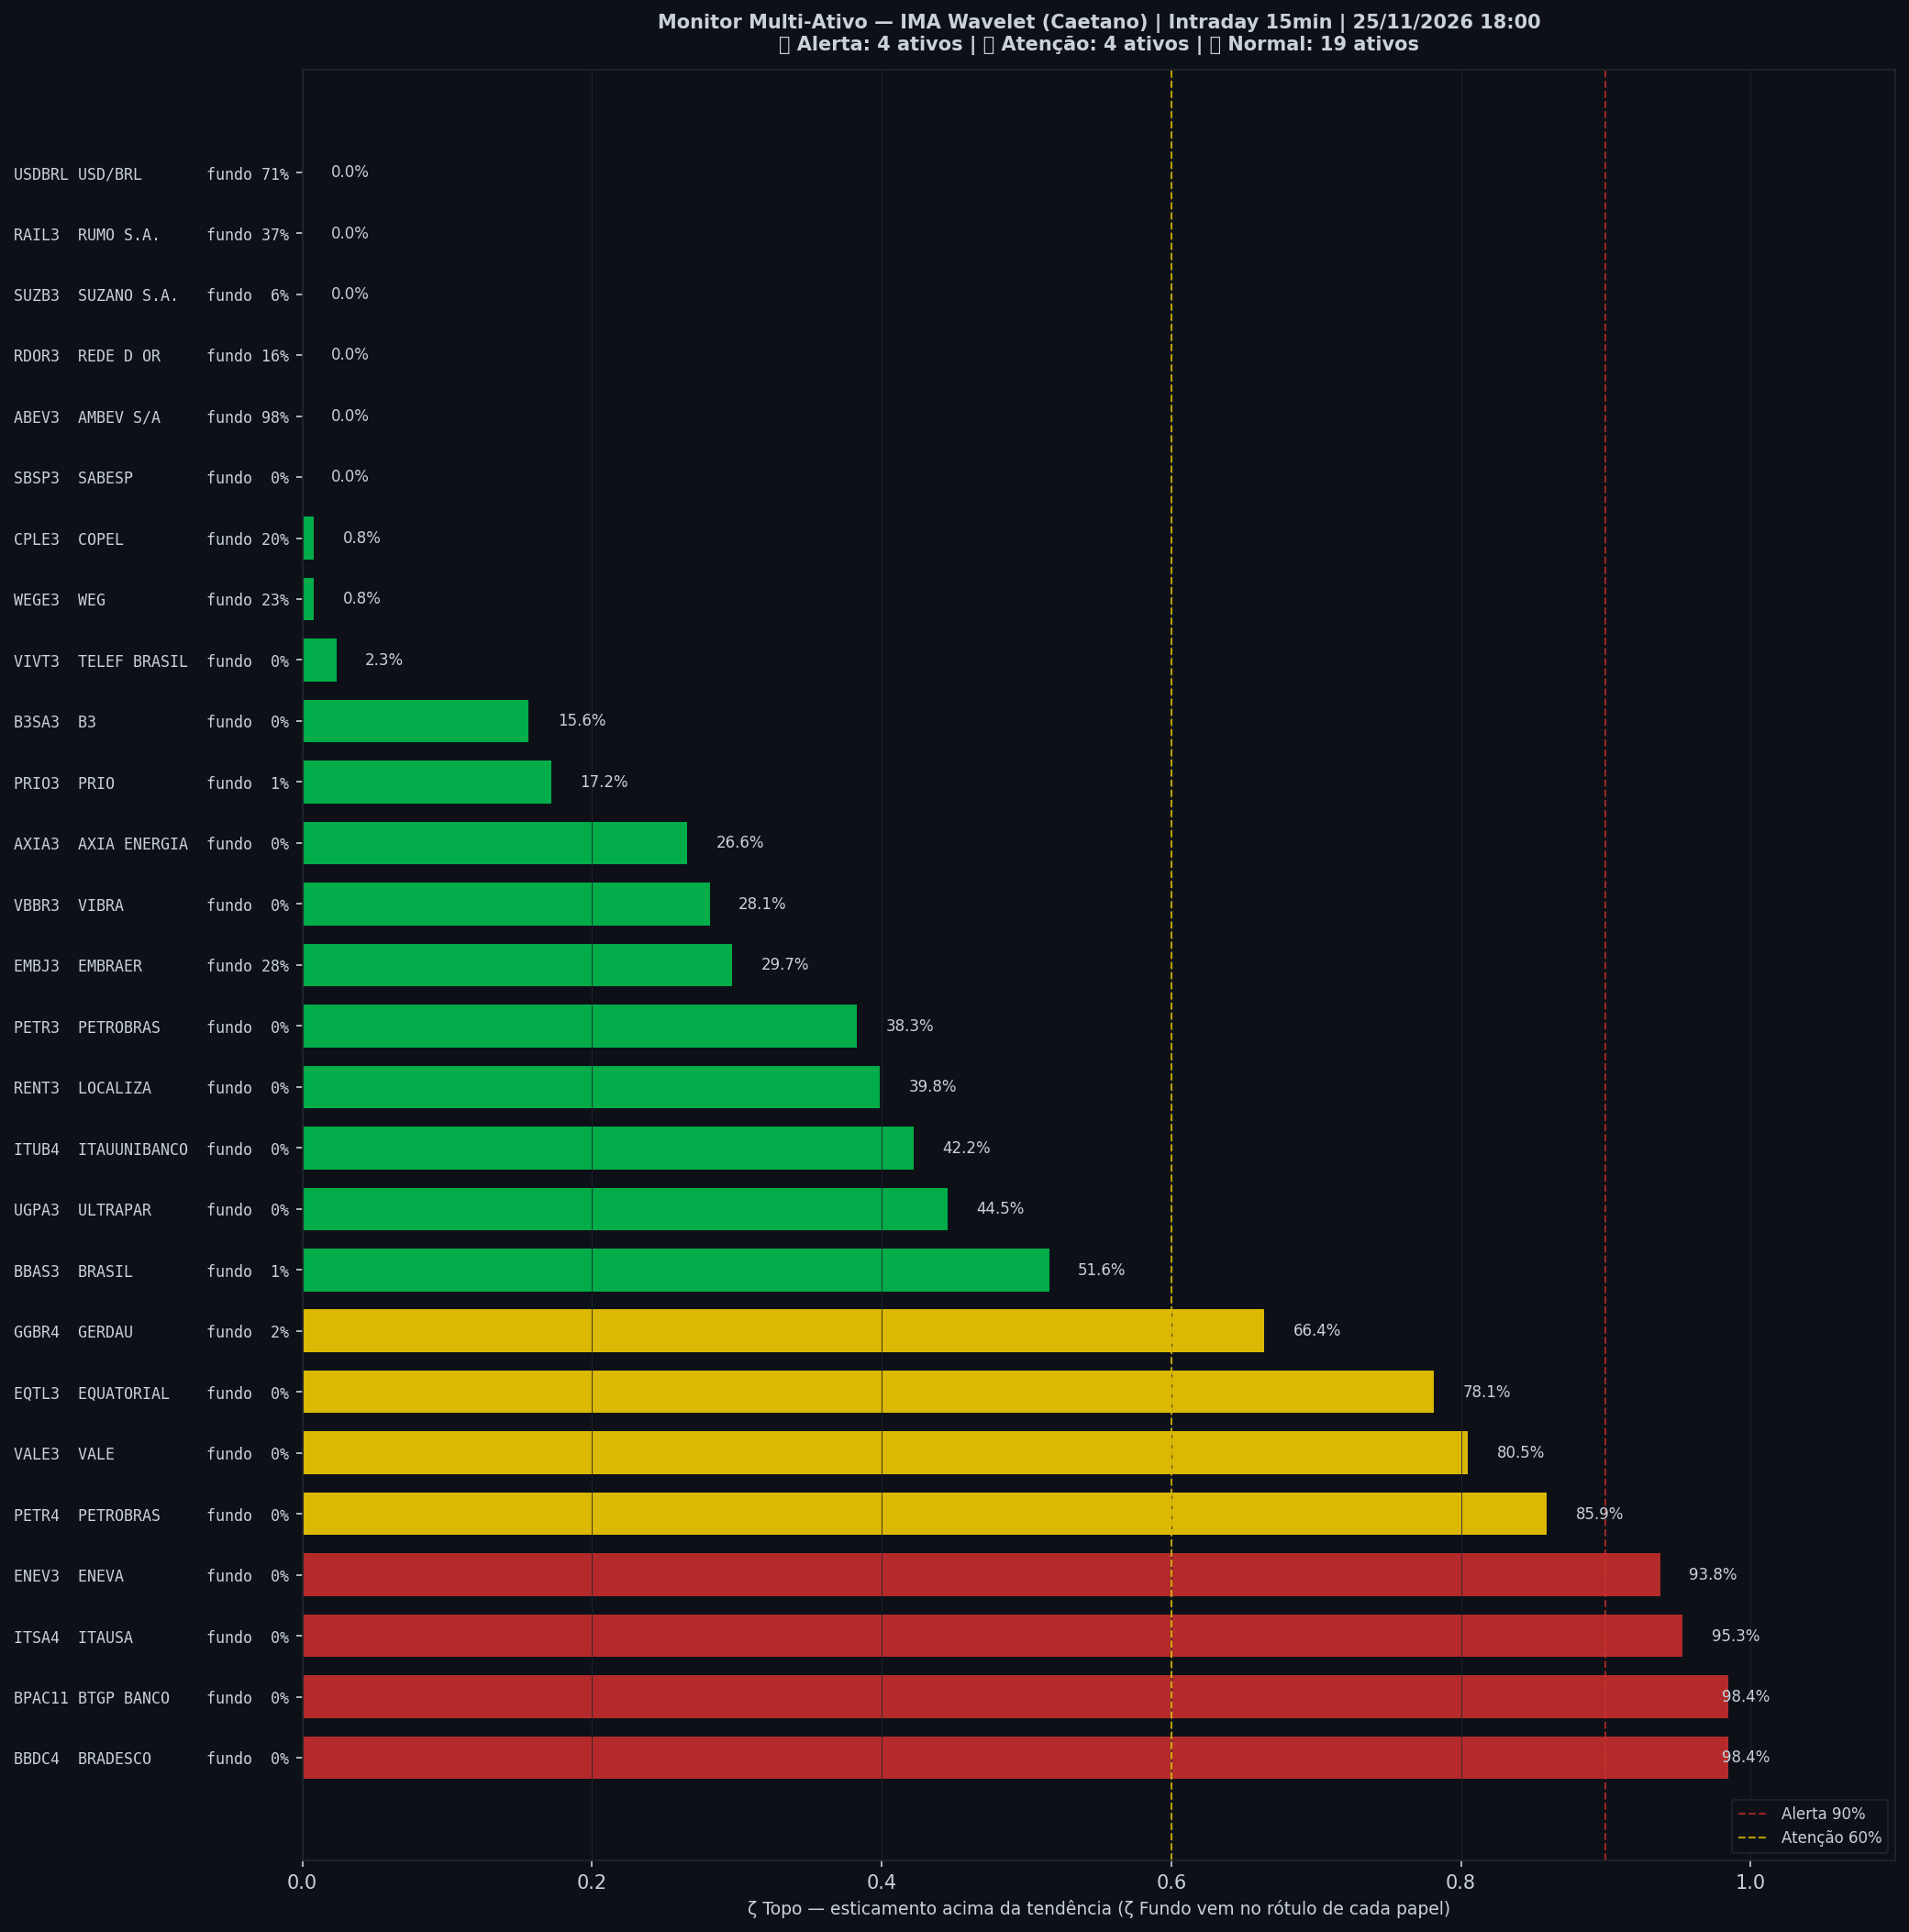 Monitor Multi-Ativo — IMA Wavelet (Caetano) | Intraday 15min | 25/11/2026 18:00
Alerta: 4 ativos | Atenção: 4 ativos | Normal: 19 ativos
USDBRL USD/BRL fundo 71% 0.0%
RAIL3 RUMO S.A. fundo 37% 0.0%
SUZB3 SUZANO S.A. fundo 6% 0.0%
RDOR3 REDE D OR fundo 16% 0.0%
ABEV3 AMBEV S/A fundo 98% 0.0%
SBSP3 SABESP fundo 0% 0.0%
CPLE3 COPEL fundo 20% 0.8%
WEGE3 WEG fundo 23% 0.8%
VIVT3 TELEF BRASIL fundo 0% 2.3%
B3SA3 B3 fundo 0% 15.6%
PRIO3 PRIO fundo 1% 17.2%
AXIA3 AXIA ENERGIA fundo 0% 26.6%
VBBR3 VIBRA fundo 0% 28.1%
EMBJ3 EMBRAER fundo 28% 29.7%
PETR3 PETROBRAS fundo 0% 38.3%
RENT3 LOCALIZA fundo 0% 39.8%
ITUB4 ITAUUNIBANCO fundo 0% 42.2%
UGPA3 ULTRAPAR fundo 0% 44.5%
BBAS3 BRASIL fundo 1% 51.6%
GGBR4 GERDAU fundo 2% 66.4%
EQTL3 EQUATORIAL fundo 0% 78.1%
VALE3 VALE fundo 0% 80.5%
PETR4 PETROBRAS fundo 0% 85.9%
ENEV3 ENEVA fundo 0% 93.8%
ITSA4 ITAUSA fundo 0% 95.3%
BPAC11 BTGP BANCO fundo 0% 98.4%
BBDC4 BRADESCO fundo 0% 98.4%
Alerta 90%
Atenção 60%
0.0 0.2 0.4 0.6 0.8 1.0
ζ Topo — esticamento acima da tendência (ζ Fundo vem no rótulo de cada papel)